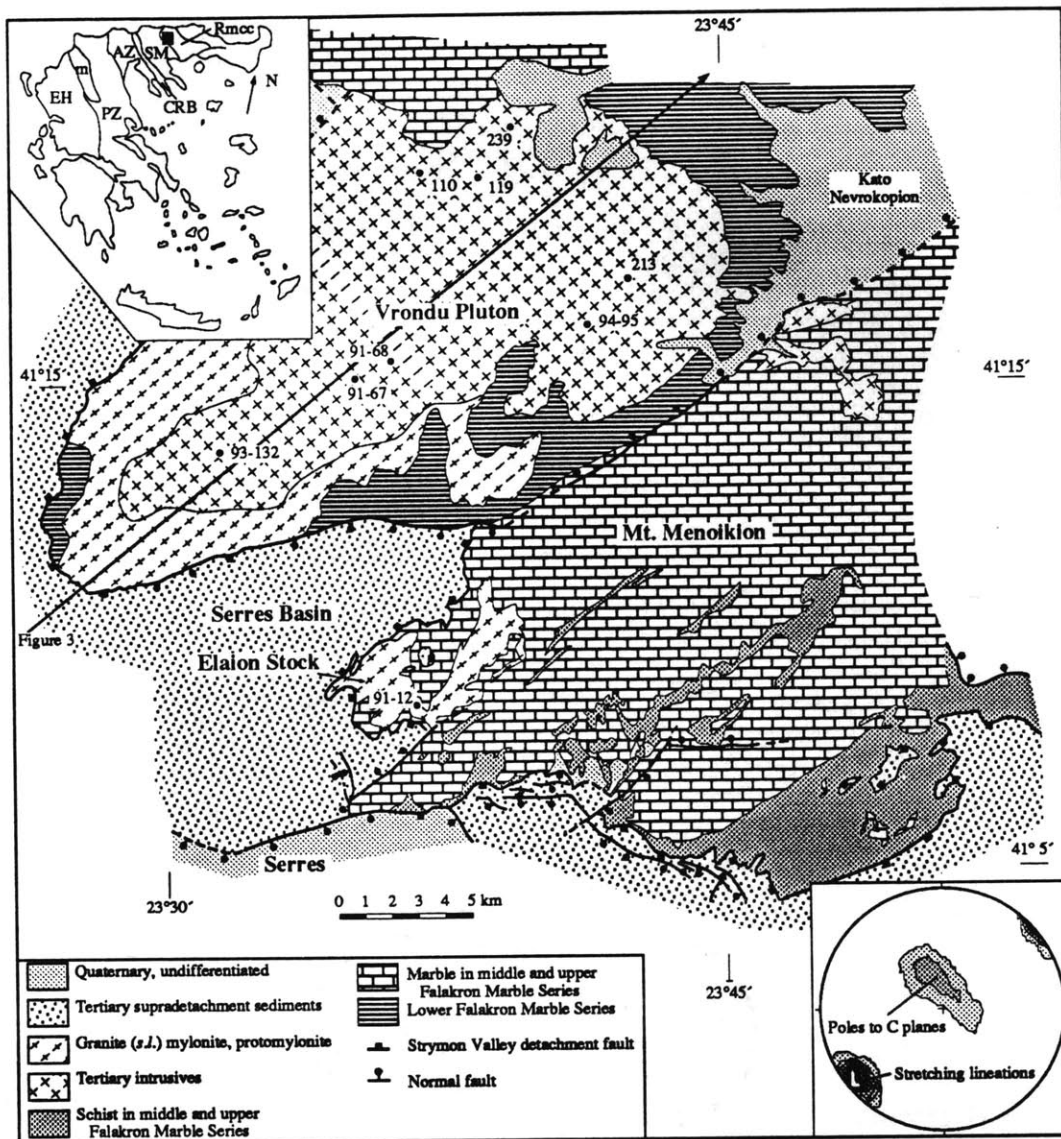 Rmcc
AZ
SM
m
EH
PZ
CRB
N
23°45´
239
110
119
Kato
Nevrokopion
213
Vrondu Pluton
94-95
91-68
41°15´
41°15´
91-67
93-132
Mt. Menoikion
Serres Basin
Figure 3
Elaion Stock
91-12
Serres
41° 5´
23°30´
0 1 2 3 4 5 km
23°45´
Quaternary, undifferentiated
Tertiary supradetachment sediments
Granite (s.l.) mylonite, protomylonite
Tertiary intrusives
Schist in middle and upper
Falakron Marble Series
Marble in middle and upper
Falakron Marble Series
Lower Falakron Marble Series
Strymon Valley detachment fault
Normal fault
Poles to C planes
L
Stretching lineations